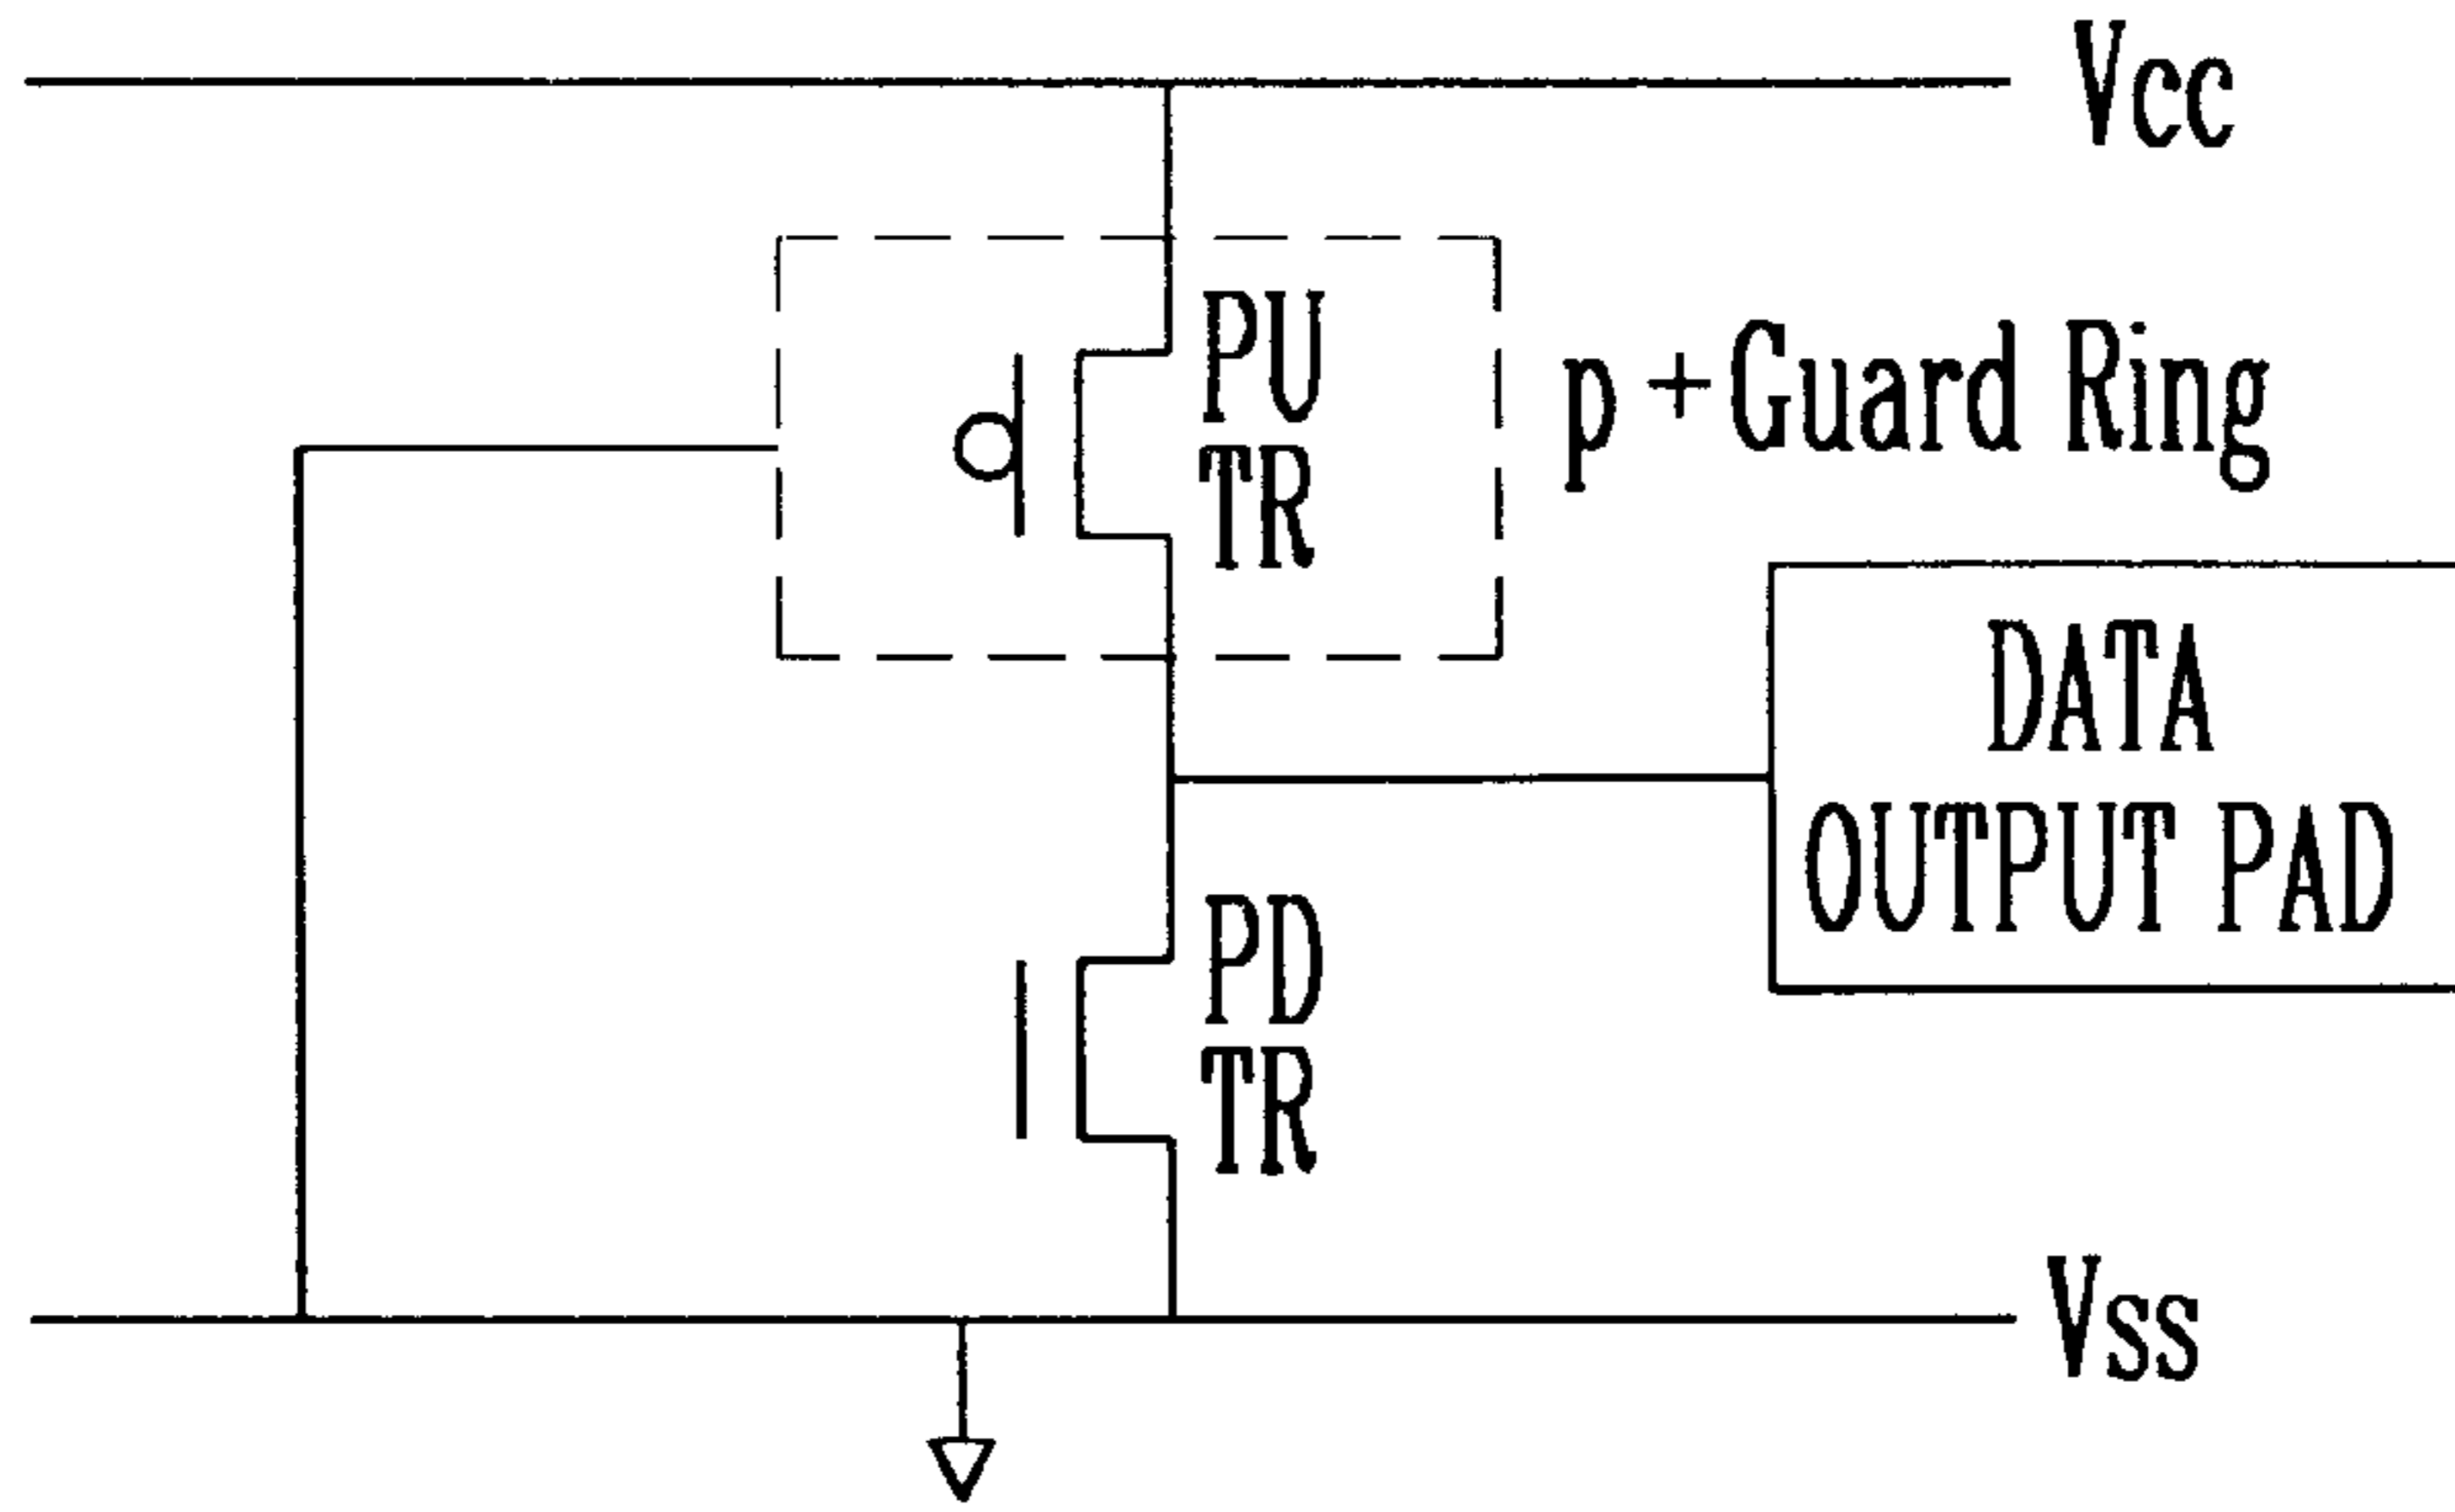 Vcc
PU
TR
p+Guard Ring
DATA
OUTPUT PAD
PD
TR
Vss